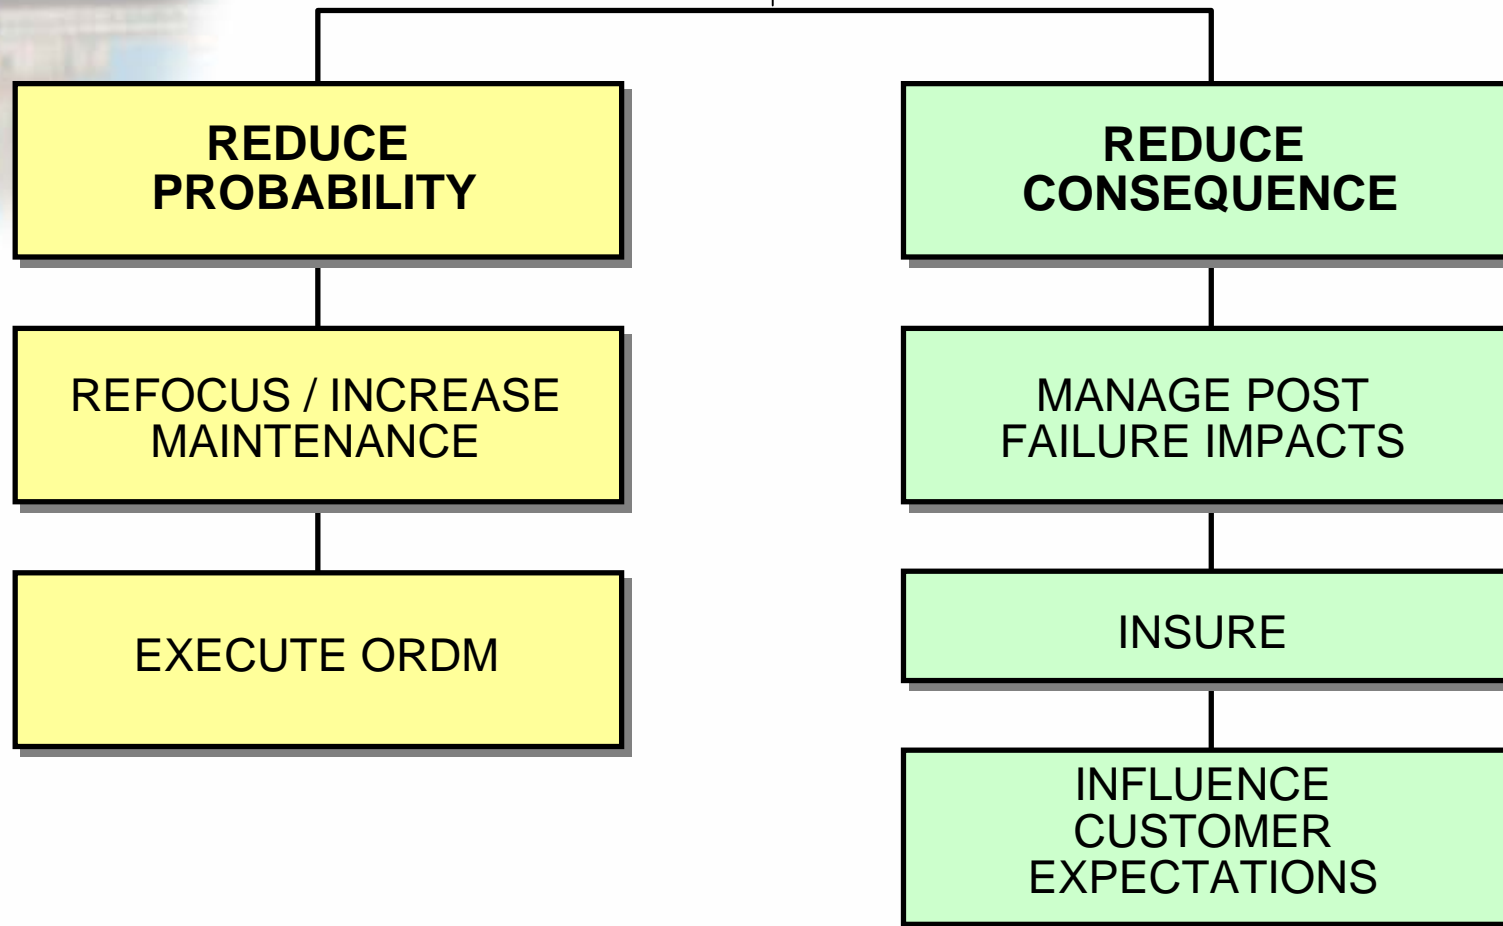 REDUCE
PROBABILITY
REFOCUS / INCREASE
MAINTENANCE
EXECUTE ORDM
REDUCE
CONSEQUENCE
MANAGE POST
FAILURE IMPACTS
INSURE
INFLUENCE
CUSTOMER
EXPECTATIONS